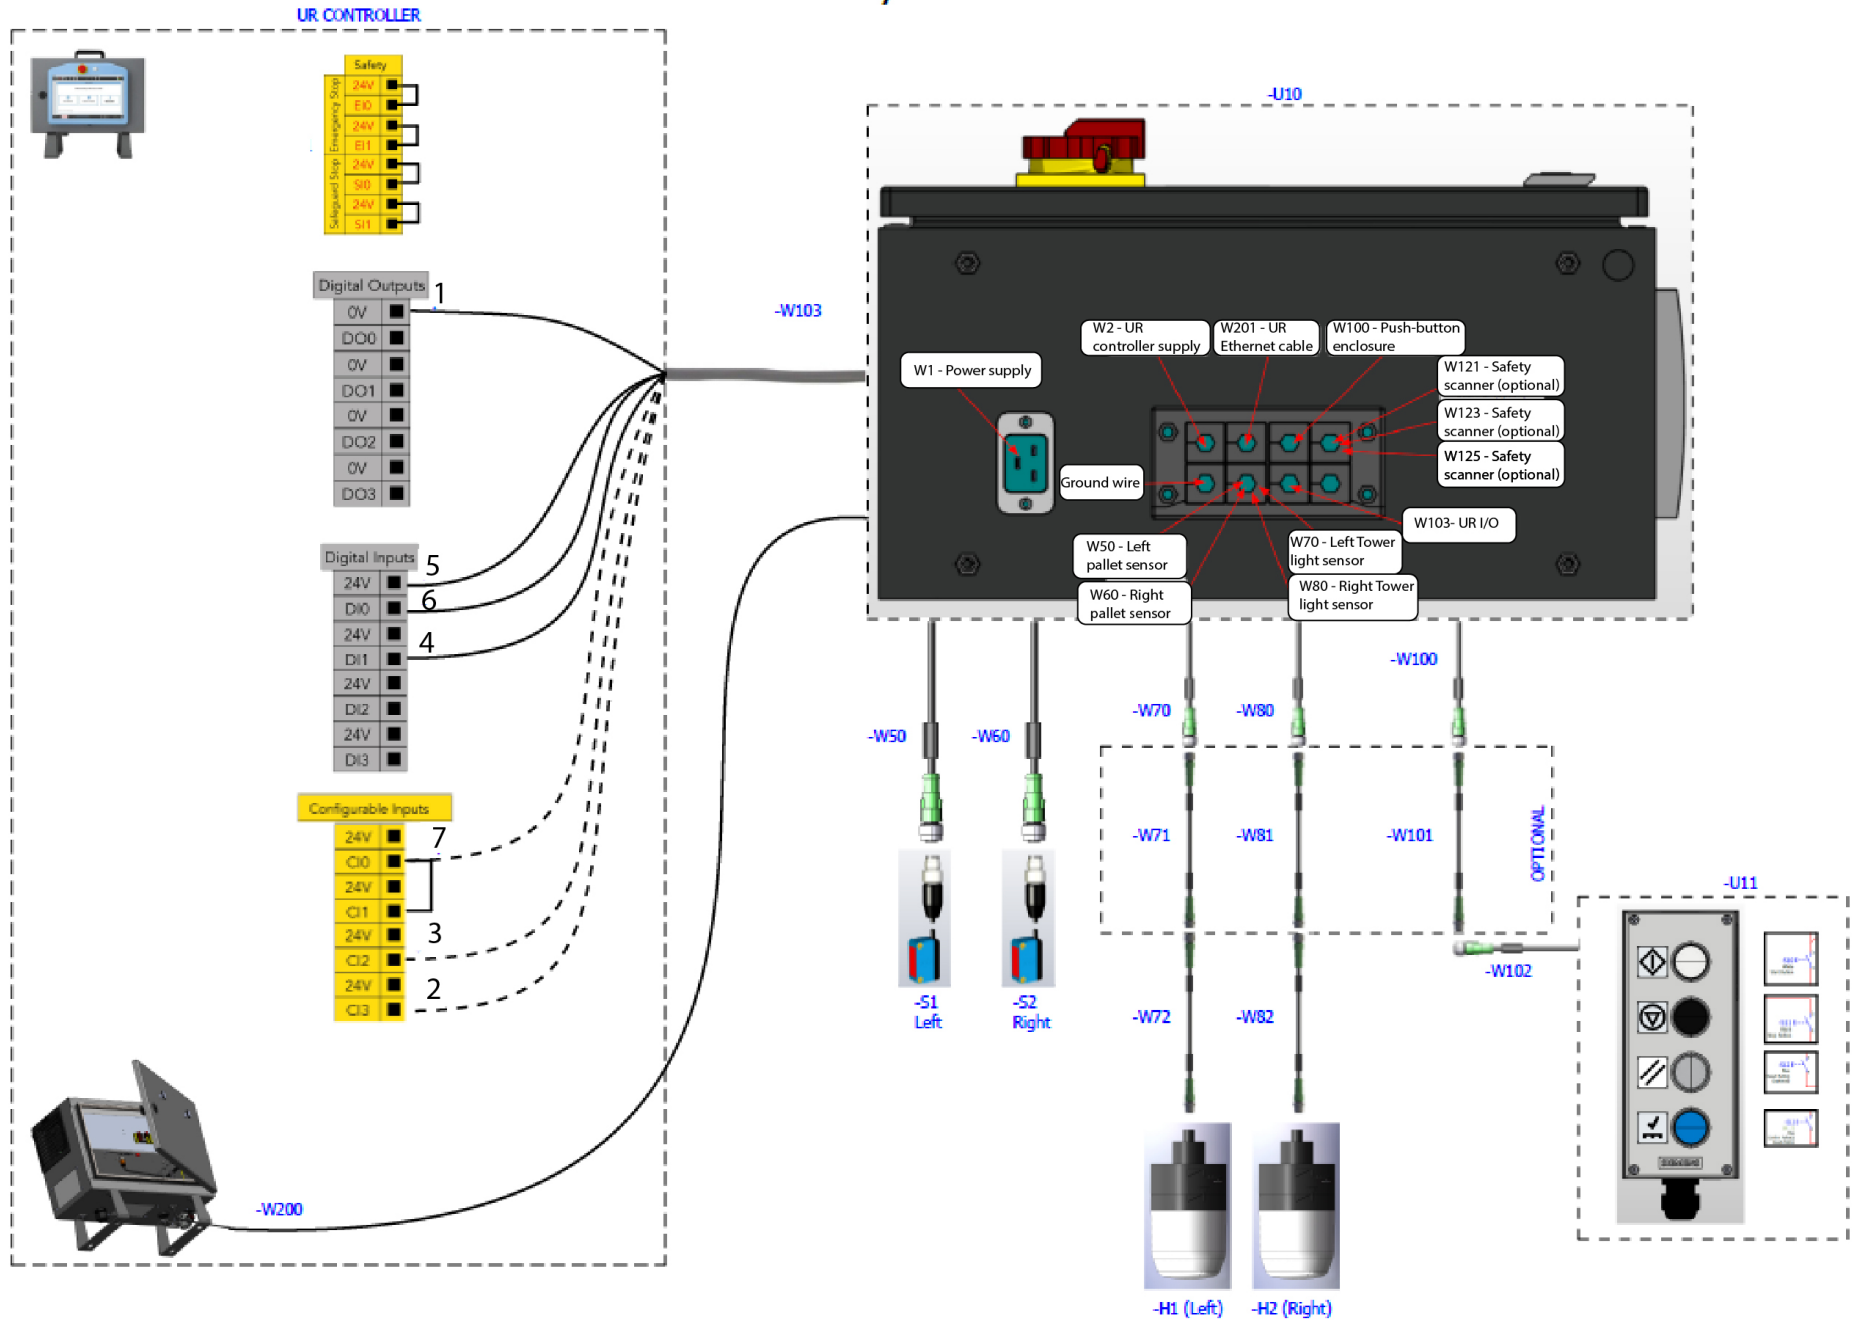 UR CONTROLLER
Safety
Emergency Stop
24V
EI0
24V
EI1
Safeguard Stop
24V
SI0
24V
SI1
Digital Outputs
1
0V
DO0
0V
DO1
0V
DO2
0V
DO3
Digital Inputs
5
24V
6
DI0
24V
4
DI1
24V
DI2
24V
DI3
Configurable Inputs
24V
7
CI0
24V
CI1
24V
3
CI2
24V
2
CI3
-W200
-W103
-U10
W1 - Power supply
W2 - UR
controller supply
W201 - UR
Ethernet cable
W100 - Push-button
enclosure
W121 - Safety
scanner (optional)
W123 - Safety
scanner (optional)
W125 - Safety
scanner (optional)
Ground wire
W103- UR I/O
W50 - Left
pallet sensor
W60 - Right
pallet sensor
W70 - Left Tower
light sensor
W80 - Right Tower
light sensor
-W50
-W60
-W70
-W80
-W100
-W71
-W81
-W101
OPTIONAL
-W102
-W72
-W82
-S1
Left
-S2
Right
-H1 (Left)
-H2 (Right)
-U11
SIEMENS